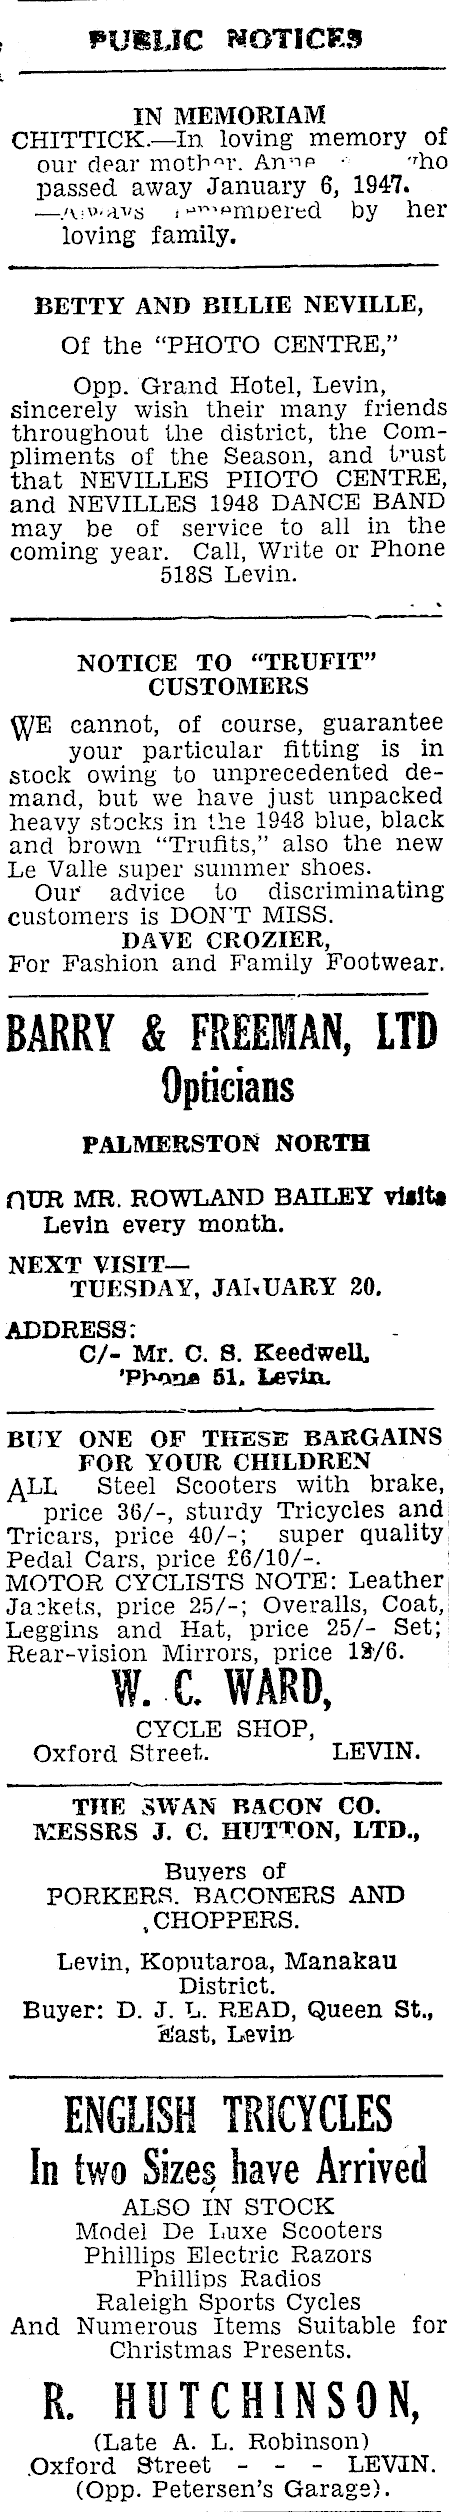 PUBLIC NOTICES
IN MEMORIAM
CHITTICK.—In loving memory of
our dear mother. Anne who
passed away January 6, 1947.
—Always remembered by her
loving family.
BETTY AND BILLIE NEVILLE,
Of the "PHOTO CENTRE,"
Opp. Grand Hotel, Levin,
sincerely wish their many friends
throughout the district, the Com-
pliments of the Season, and trust
that NEVILLES PHOTO CENTRE,
and NEVILLES 1948 DANCE BAND
may be of service to all in the
coming year. Call, Write or Phone
518S Levin.
NOTICE TO "TRUFIT"
CUSTOMERS
WE cannot, of course, guarantee
your particular fitting is in
stock owing to unprecedented de-
mand, but we have just unpacked
heavy stocks in the 1948 blue, black
and brown "Trufits," also the new
Le Valle super summer shoes.
Our advice to discriminating
customers is DON'T MISS.
DAVE CROZIER,
For Fashion and Family Footwear.
BARRY & FREEMAN, LTD
Opticians
PALMERSTON NORTH
OUR MR. ROWLAND BAILEY visits
Levin every month.
NEXT VISIT—
TUESDAY, JANUARY 20.
ADDRESS:
C/- Mr. C. S. Keedwell,
'Phone 51, Levin.
BUY ONE OF THESE BARGAINS
FOR YOUR CHILDREN
ALL Steel Scooters with brake,
price 36/-, sturdy Tricycles and
Tricars, price 40/-; super quality
Pedal Cars, price £6/10/-.
MOTOR CYCLISTS NOTE: Leather
Jackets, price 25/-; Overalls, Coat,
Leggins and Hat, price 25/- Set;
Rear-vision Mirrors, price
W. C. WARD,
CYCLE SHOP,
Oxford Street. LEVIN.
THE SWAN BACON CO.
MESSRS J. C. HUTTON, LTD.,
Buyers of
PORKERS. BACONERS AND
CHOPPERS.
Levin, Koputaroa, Manakau
District.
Buyer: D. J. L. READ, Queen St.,
East, Levin
ENGLISH TRICYCLES
In two Sizes have Arrived
ALSO IN STOCK
Model De Luxe Scooters
Phillips Electric Razors
Phillips Radios
Raleigh Sports Cycles
And Numerous Items Suitable for
Christmas Presents.
R. HUTCHINSON,
(Late A. L. Robinson)
Oxford Street - - - LEVIN.
(Opp. Petersen's Garage).